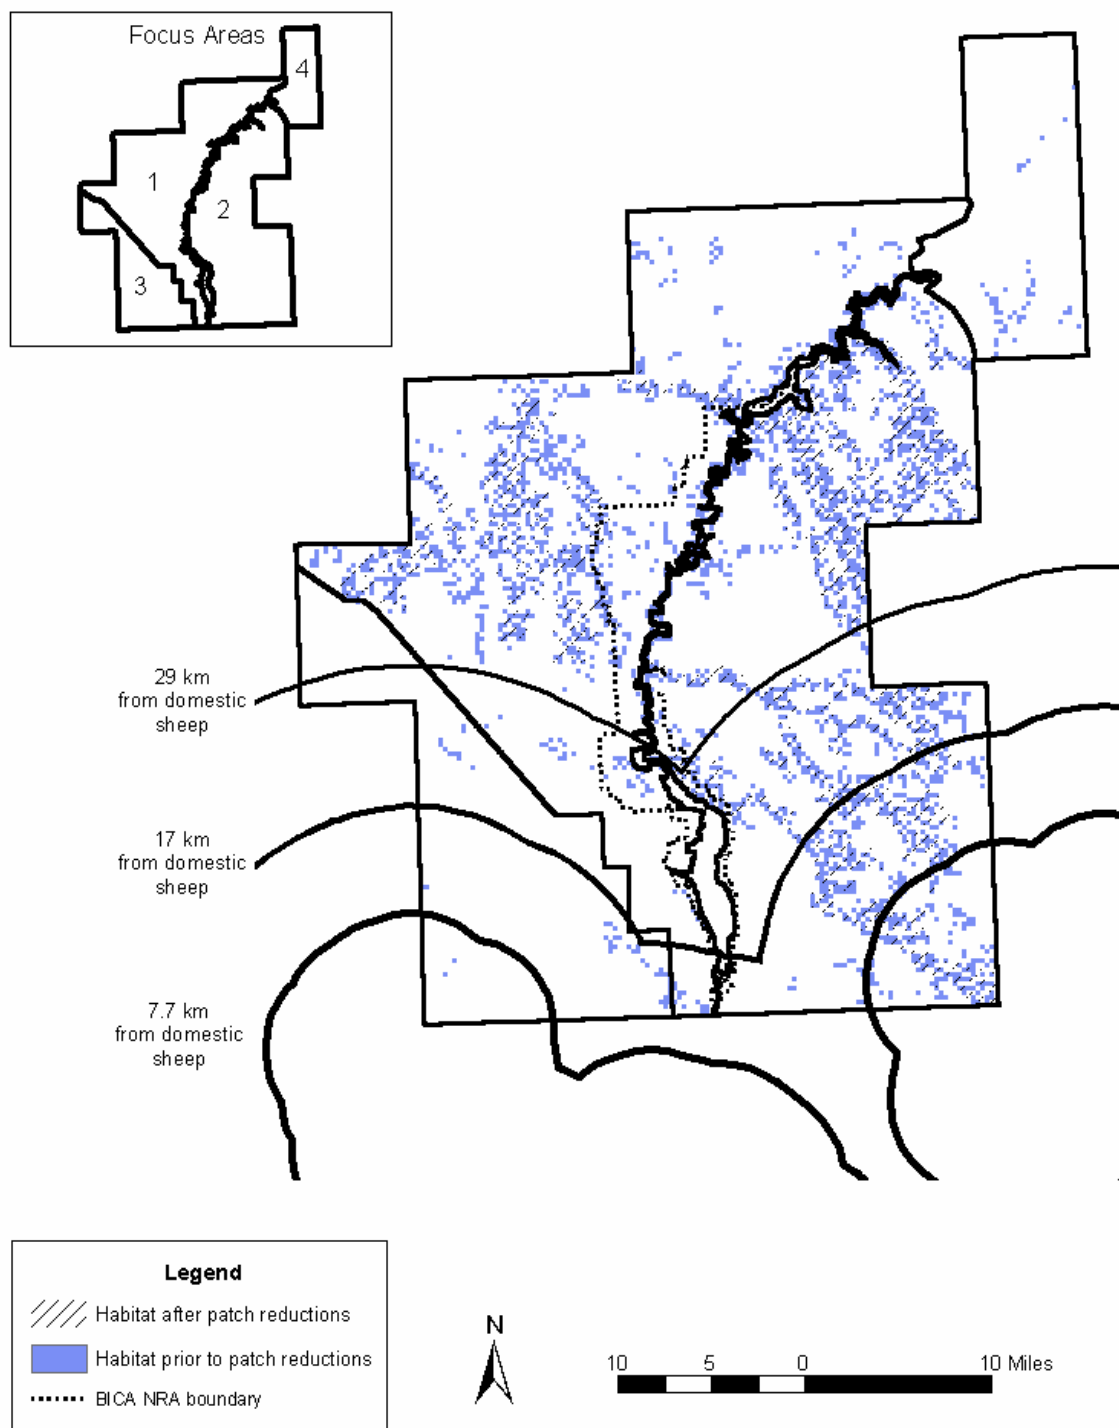 Focus Areas
4
1
2
3
29 km
from domestic
sheep
17 km
from domestic
sheep
7.7 km
from domestic
sheep
Legend
Habitat after patch reductions
Habitat prior to patch reductions
BICA NRA boundary
N
10 5 0 10 Miles